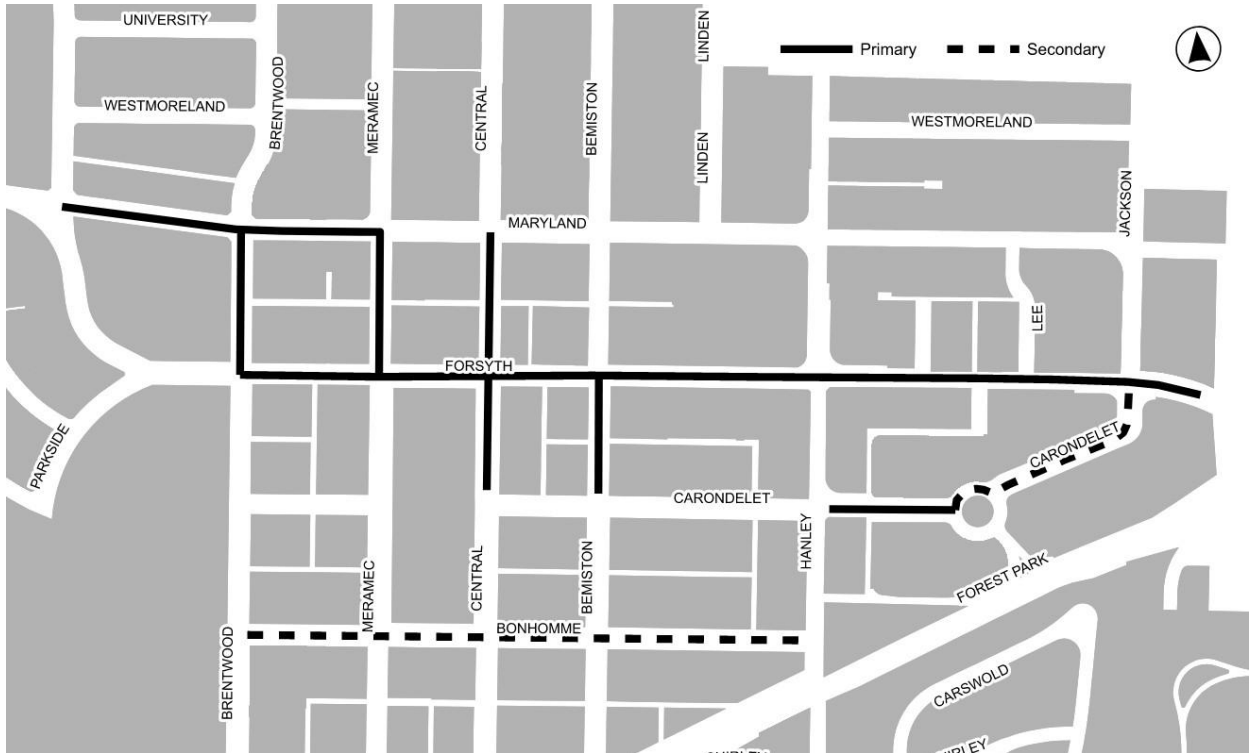 UNIVERSITY
LINDEN
Primary
Secondary
BRENTWOOD
WESTMORELAND
MERAMEC
CENTRAL
BEMISTON
LINDEN
WESTMORELAND
JACKSON
MARYLAND
LEE
FORSYTH
PARKSIDE
CARONDELET
CARONDELET
HANLEY
FOREST PARK
MERAMEC
CENTRAL
BEMISTON
BONHOMME
BRENTWOOD
CARSWOLD